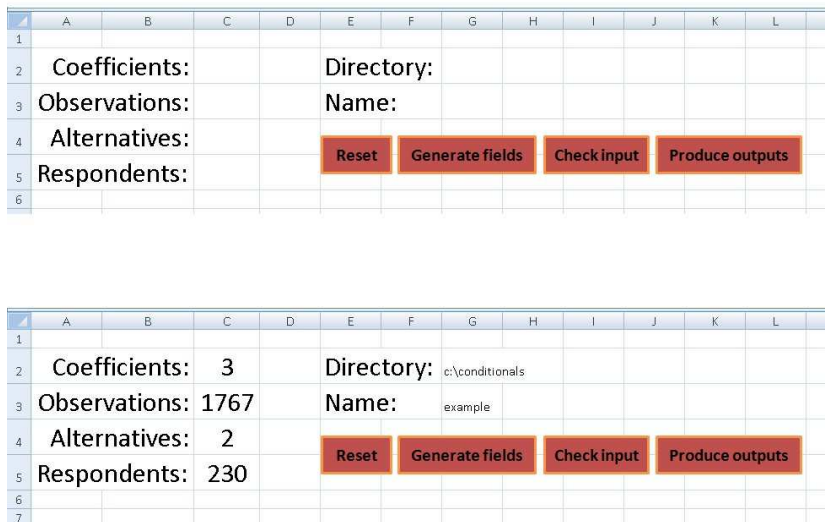 A B C D E F G H I J K L
1
2 Coefficients: Directory:
3 Observations: Name:
4 Alternatives:
Reset Generate fields Check input Produce outputs
5 Respondents:
6
A B C D E F G H I J K L
1
2 Coefficients: 3 Directory: c:\conditionals
3 Observations: 1767 Name: example
4 Alternatives: 2
Reset Generate fields Check input Produce outputs
5 Respondents: 230
6
7